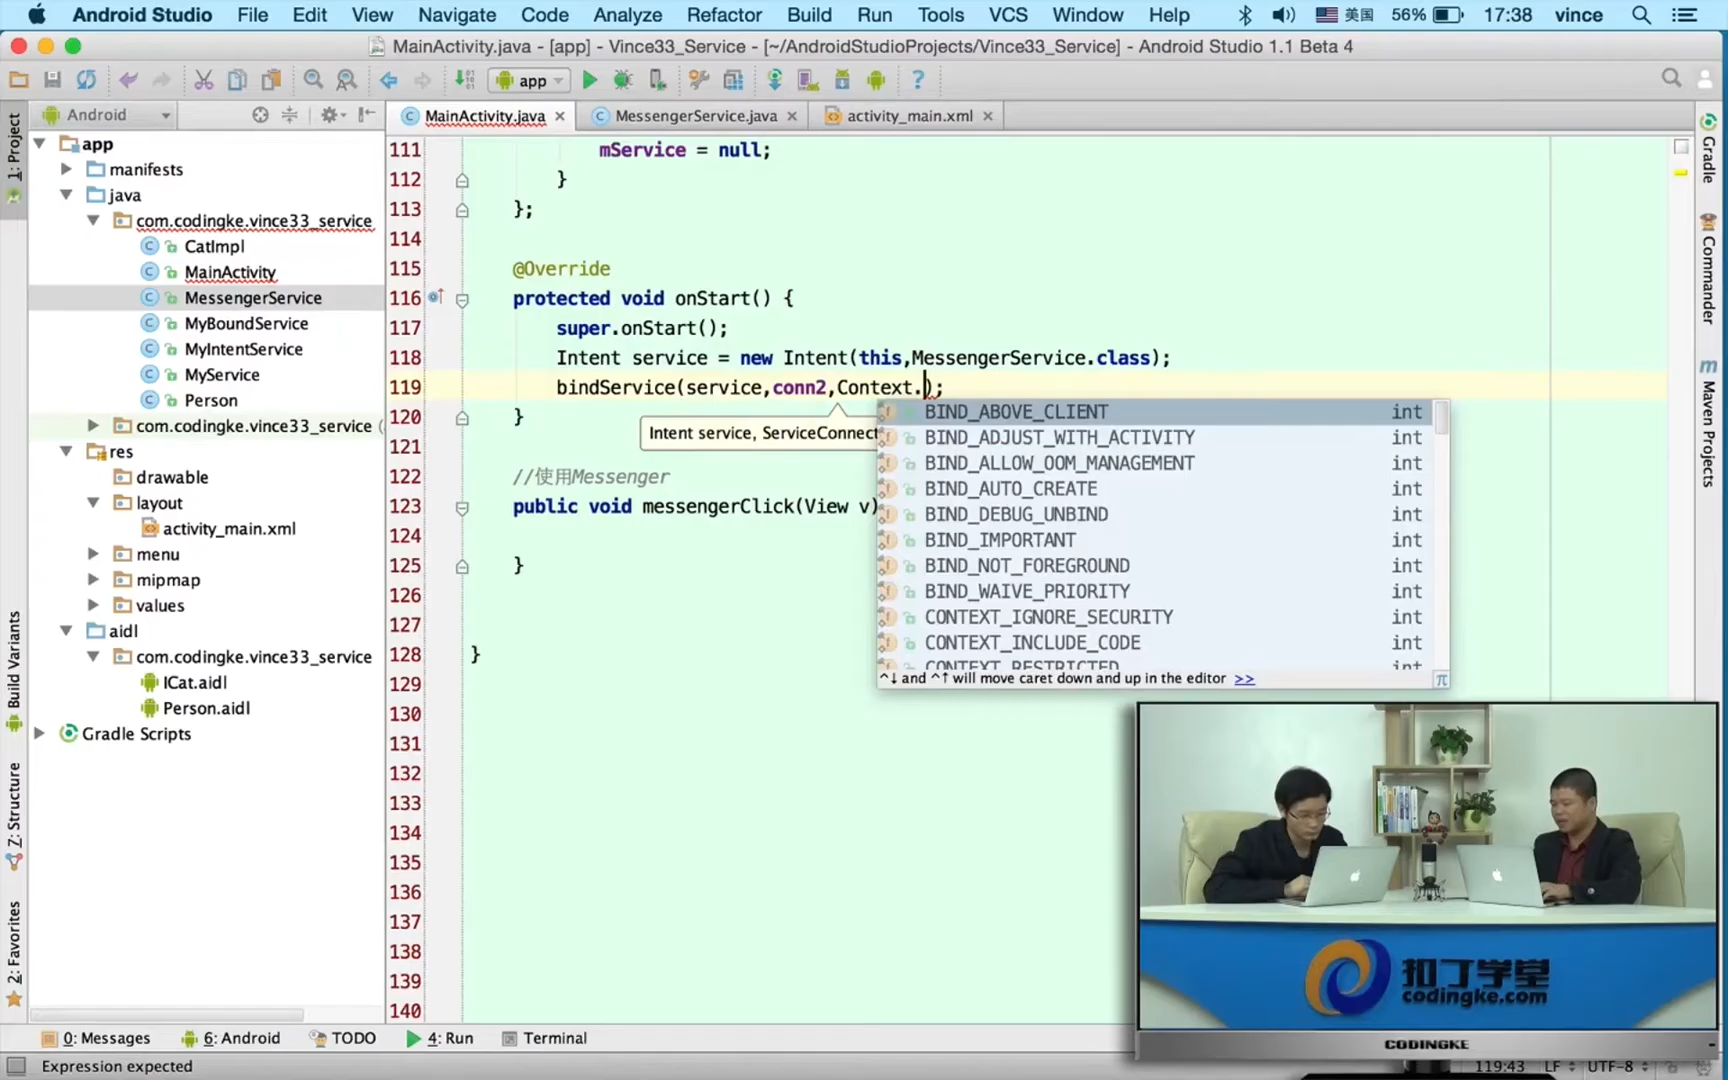 Android Studio File Edit View Navigate Code Analyze Refactor Build Run Tools VCS Window Help 美国 56% 17:38 vince
MainActivity.java - [app] - Vince33_Service - [~/AndroidStudioProjects/Vince33_Service] - Android Studio 1.1 Beta 4
app
Android
MainActivity.java
MessengerService.java
activity_main.xml
1: Project
Build Variants
7: Structure
2: Favorites
app
manifests
java
com.codingke.vince33_service
CatImpl
MainActivity
MessengerService
MyBoundService
MyIntentService
MyService
Person
com.codingke.vince33_service (
res
drawable
layout
activity_main.xml
menu
mipmap
values
aidl
com.codingke.vince33_service
ICat.aidl
Person.aidl
Gradle Scripts
111 mService = null;
112 }
113 };
114
115 @Override
116 protected void onStart() {
117 super.onStart();
118 Intent service = new Intent(this,MessengerService.class);
119 bindService(service,conn2,Context.);
120 }
121
122 //使用Messenger
123 public void messengerClick(View v)
124
125 }
126
127
128 }
129
130
131
132
133
134
135
136
137
138
139
140
Intent service, ServiceConnect
BIND_ABOVE_CLIENT int
BIND_ADJUST_WITH_ACTIVITY int
BIND_ALLOW_OOM_MANAGEMENT int
BIND_AUTO_CREATE int
BIND_DEBUG_UNBIND int
BIND_IMPORTANT int
BIND_NOT_FOREGROUND int
BIND_WAIVE_PRIORITY int
CONTEXT_IGNORE_SECURITY int
CONTEXT_INCLUDE_CODE int
CONTEXT_RESTRICTED int
^↓ and ^↑ will move caret down and up in the editor >> π
Gradle
Commander
Maven Projects
扣丁学堂
codingke.com
CODINGKE
0: Messages 6: Android TODO 4: Run Terminal
Expression expected 119:43 LF UTF-8